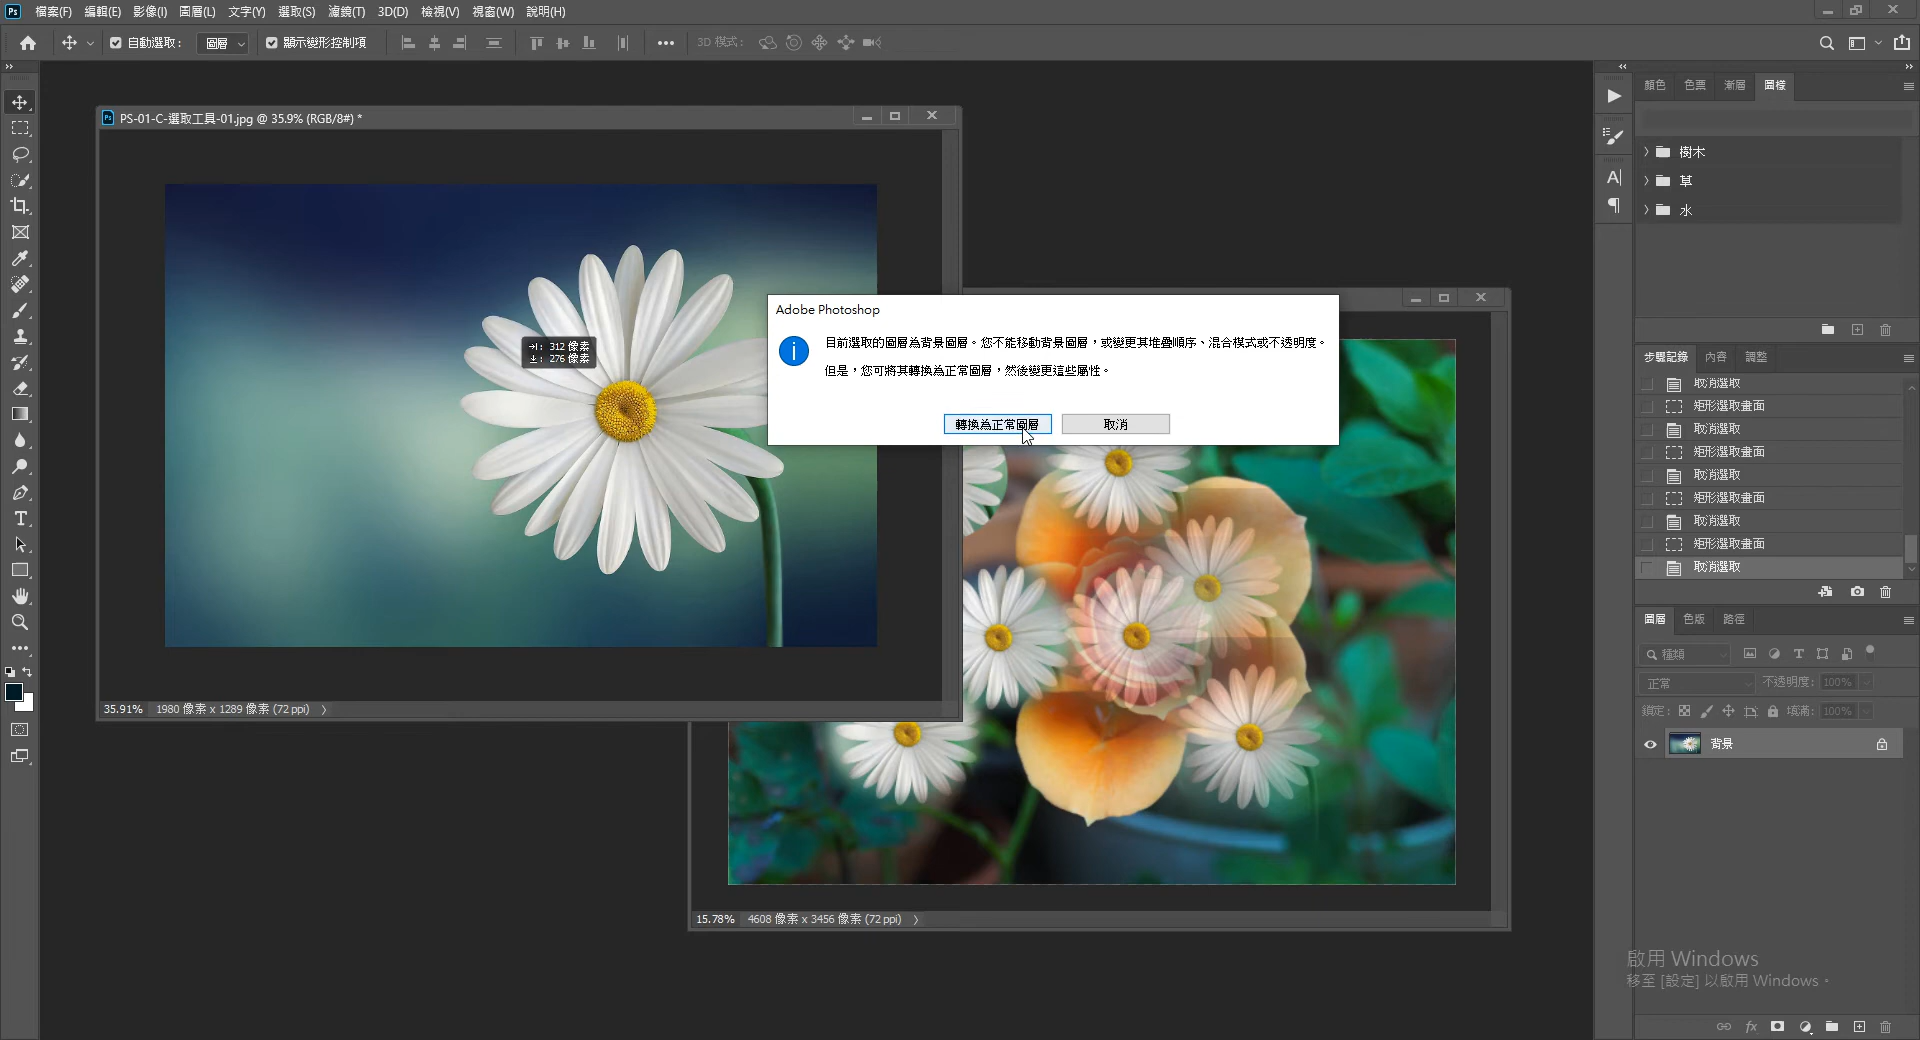 Ps 檔案(F) 編輯(E) 影像(I) 圖層(L) 文字(Y) 選取(S) 濾鏡(T) 3D(D) 檢視(V) 視窗(W) 說明(H)
自動選取： 圖層 顯示變形控制項 3D 模式：
PS-01-C-選取工具-01.jpg @ 35.9% (RGB/8#) *
312 像素
276 像素
35.91% 1980 像素 x 1289 像素 (72 ppi)
Adobe Photoshop
目前選取的圖層為背景圖層。您不能移動背景圖層，或變更其堆疊順序、混合模式或不透明度。
但是，您可將其轉換為正常圖層，然後變更這些屬性。
轉換為正常圖層 取消
15.78% 4608 像素 x 3456 像素 (72 ppi)
顏色 色票 漸層 圖樣
樹木
草
水
步驟記錄 內容 調整
取消選取
矩形選取畫面
取消選取
矩形選取畫面
取消選取
矩形選取畫面
取消選取
矩形選取畫面
取消選取
圖層 色版 路徑
種類
正常 不透明度： 100%
鎖定： 填滿： 100%
背景
啟用 Windows
移至 [設定] 以啟用 Windows。
fx